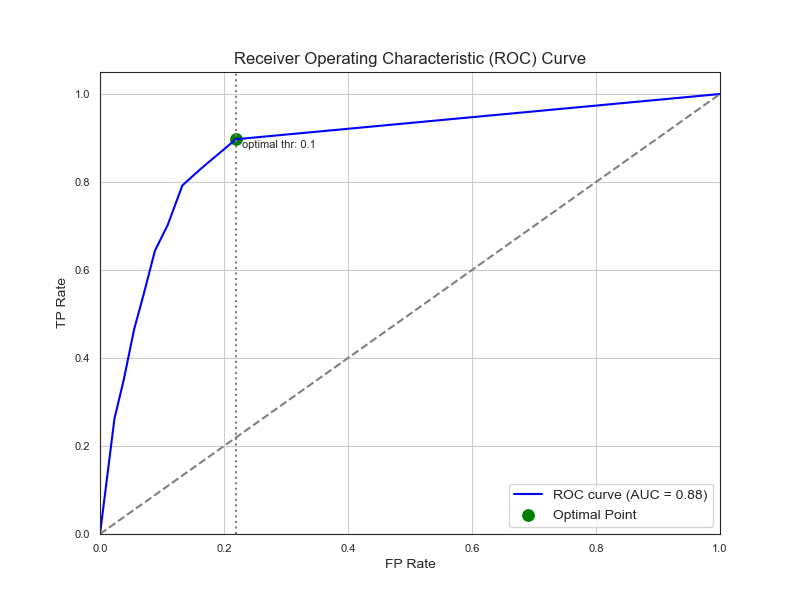 Receiver Operating Characteristic (ROC) Curve
1.0
0.8
0.6
0.4
0.2
0.0
TP Rate
optimal thr: 0.1
ROC curve (AUC = 0.88)
Optimal Point
0.0 0.2 0.4 0.6 0.8 1.0
FP Rate